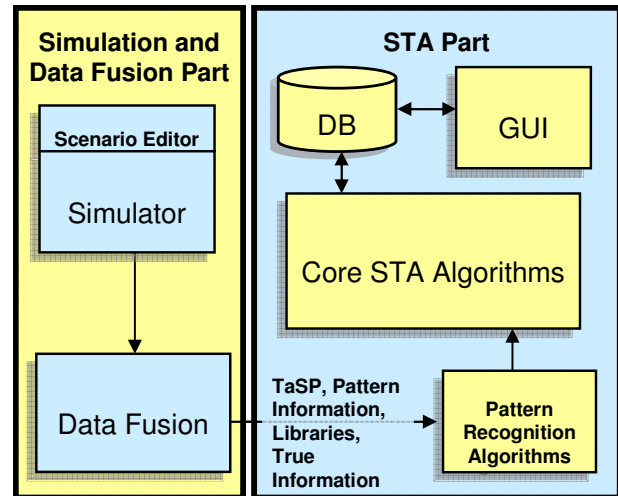 Simulation and
Data Fusion Part
Scenario Editor
Simulator
Data Fusion
STA Part
DB
GUI
Core STA Algorithms
TaSP, Pattern
Information,
Libraries,
True
Information
Pattern
Recognition
Algorithms